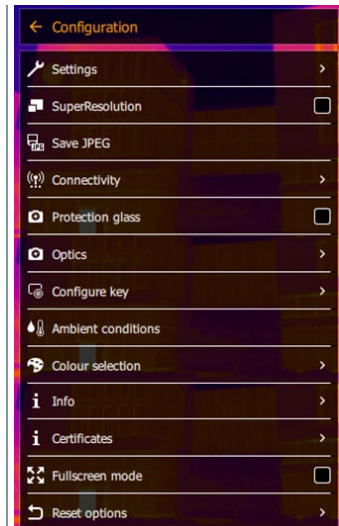 Configuration
Settings
SuperResolution
JPG
Save JPEG
Connectivity
Protection glass
Optics
Configure key
Ambient conditions
Colour selection
Info
Certificates
Fullscreen mode
Reset options